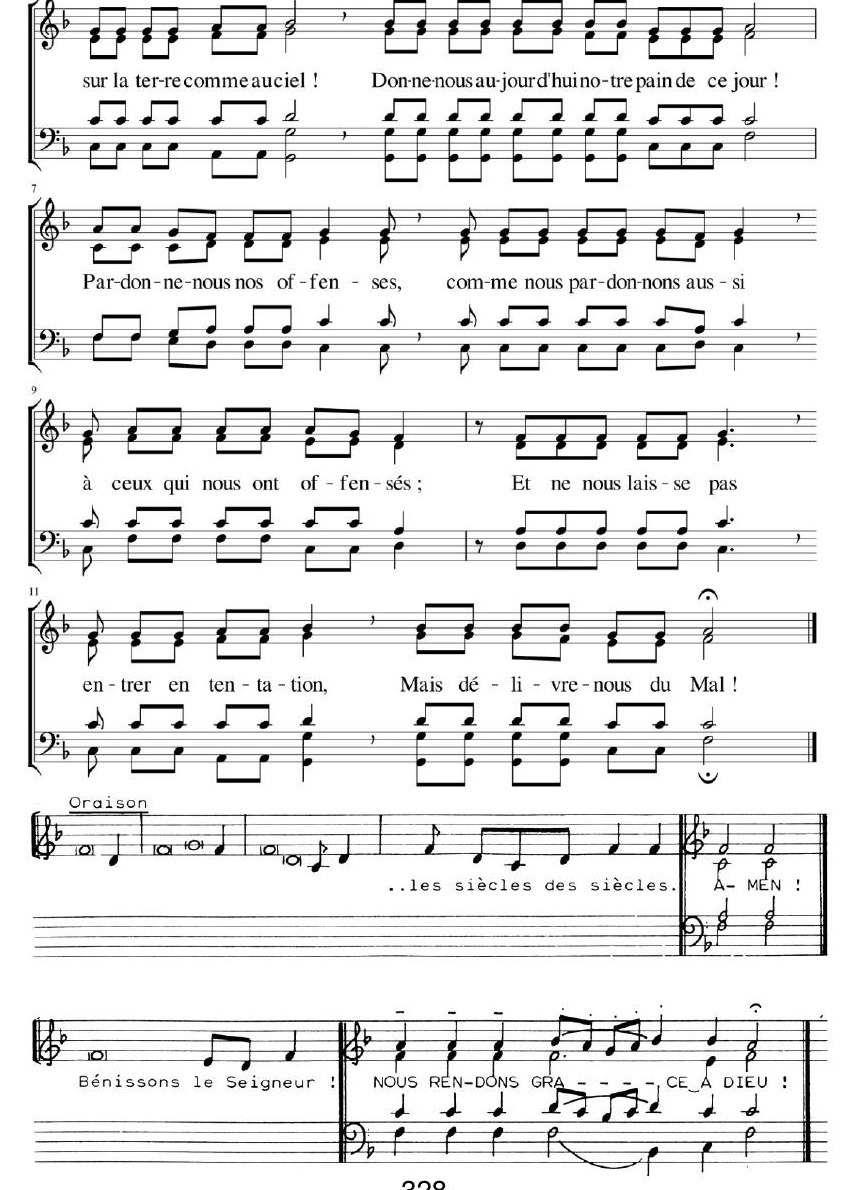 sur la ter-re comme au ciel ! Don-ne-nous au-jourd'hui no-tre pain de ce jour !
7
Par-don-ne-nous nos of-fen - ses, com-me nous par-don-nons aus - si
9
à ceux qui nous ont of-fen-sés ; Et ne nous lais-se pas
11
en-trer en ten-ta-tion, Mais dé-li-vre-nous du Mal !
Oraison
..les siècles des siècles. A- MEN !
Bénissons le Seigneur ! NOUS REN-DONS GRA - - - - CE_A DIEU !
328